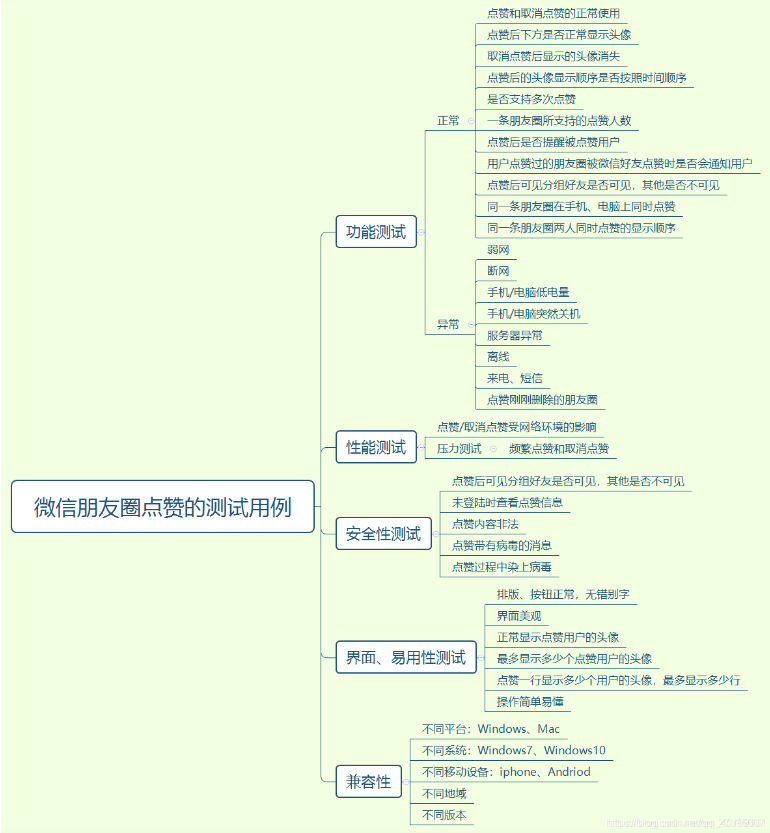 微信朋友圈点赞的测试用例
功能测试
正常
点赞和取消点赞的正常使用
点赞后下方是否正常显示头像
取消点赞后显示的头像消失
点赞后的头像显示顺序是否按照时间顺序
是否支持多次点赞
一条朋友圈所支持的点赞人数
点赞后是否提醒被点赞用户
用户点赞过的朋友圈被微信好友点赞时是否会通知用户
点赞后可见分组好友是否可见，其他是否不可见
同一条朋友圈在手机、电脑上同时点赞
同一条朋友圈两人同时点赞的显示顺序
异常
弱网
断网
手机/电脑低电量
手机/电脑突然关机
服务器异常
离线
来电、短信
点赞刚刚删除的朋友圈
性能测试
点赞/取消点赞受网络环境的影响
压力测试
频繁点赞和取消点赞
安全性测试
点赞后可见分组好友是否可见，其他是否不可见
未登陆时查看点赞信息
点赞内容非法
点赞带有病毒的消息
点赞过程中染上病毒
界面、易用性测试
排版、按钮正常，无错别字
界面美观
正常显示点赞用户的头像
最多显示多少个点赞用户的头像
点赞一行显示多少个用户的头像，最多显示多少行
操作简单易懂
兼容性
不同平台：Windows、Mac
不同系统：Windows7、Windows10
不同移动设备：iphone、Andriod
不同地域
不同版本